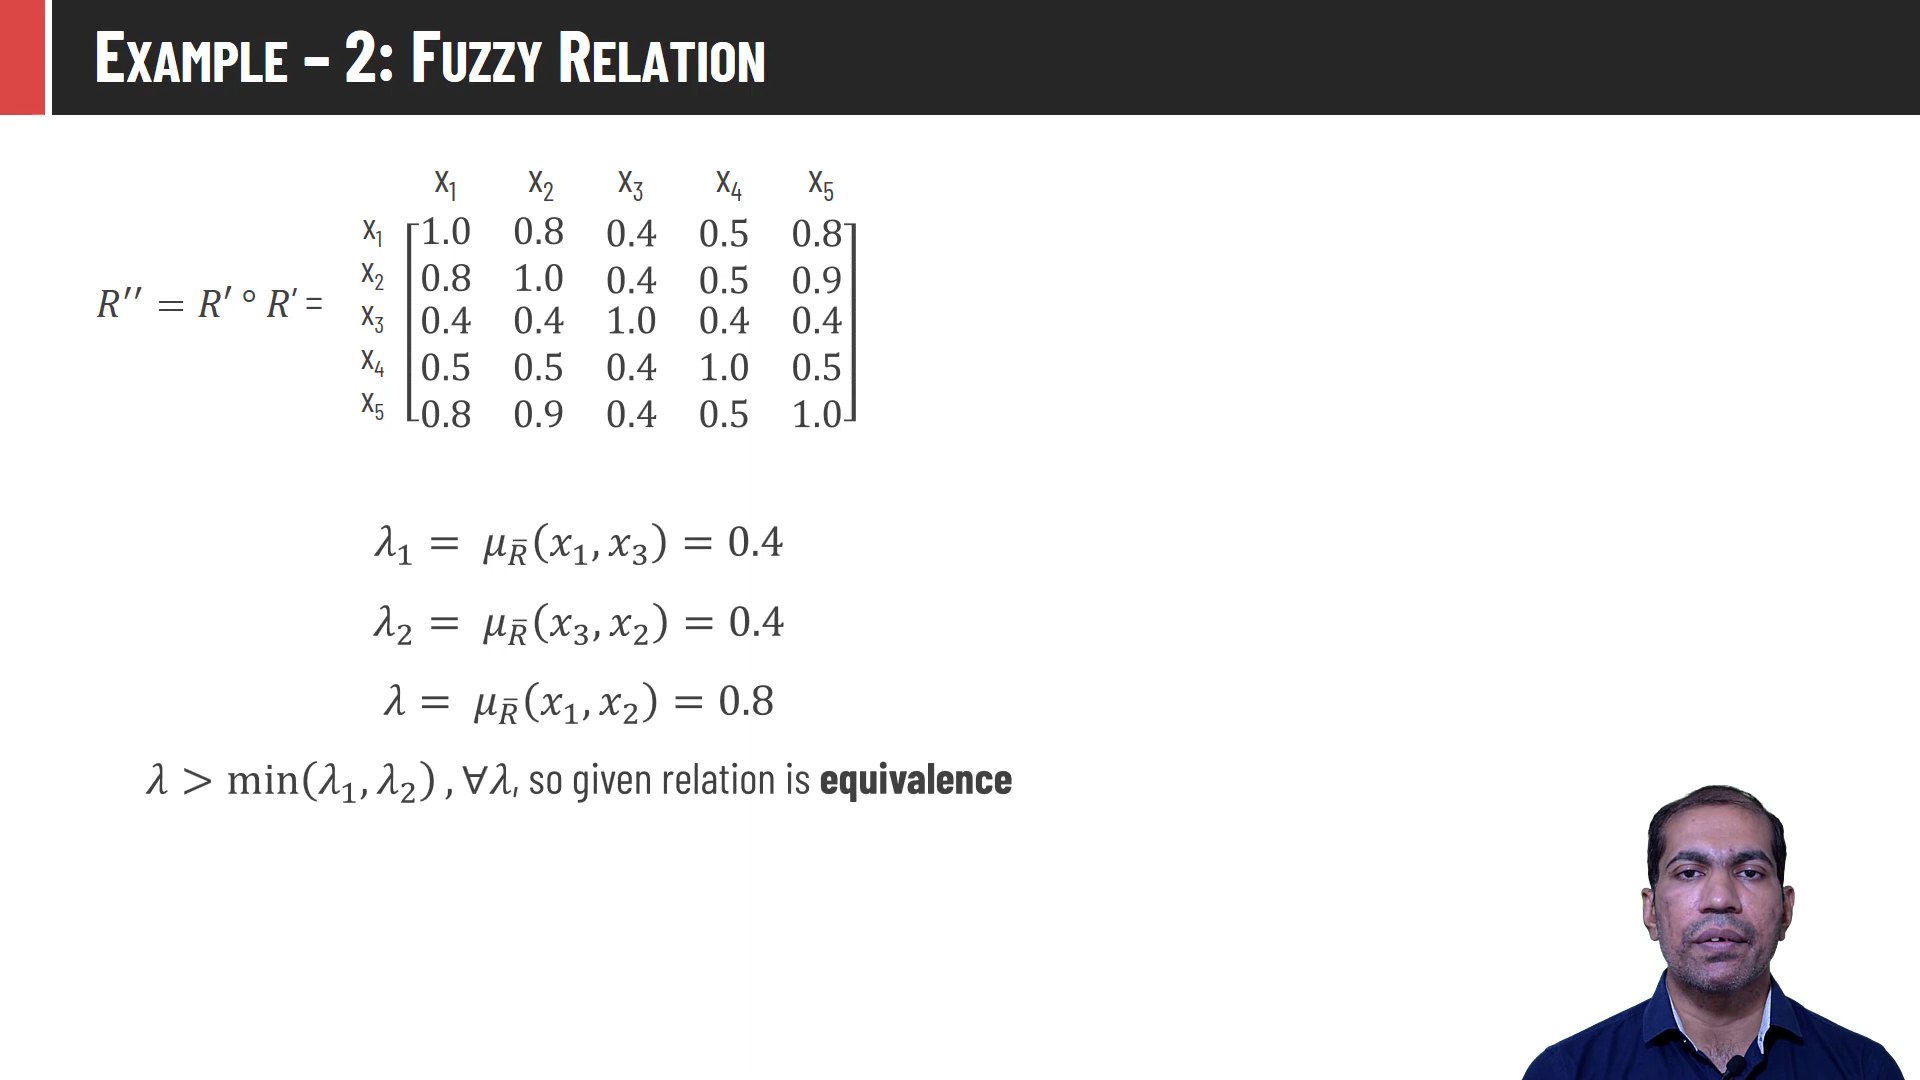 EXAMPLE – 2: FUZZY RELATION
x₁ x₂ x₃ x₄ x₅
x₁ 1.0 0.8 0.4 0.5 0.8
x₂ 0.8 1.0 0.4 0.5 0.9
R′′ = R′ ° R′ =
x₃ 0.4 0.4 1.0 0.4 0.4
x₄ 0.5 0.5 0.4 1.0 0.5
x₅ 0.8 0.9 0.4 0.5 1.0
λ₁ = μ_R̄(x₁, x₃) = 0.4
λ₂ = μ_R̄(x₃, x₂) = 0.4
λ = μ_R̄(x₁, x₂) = 0.8
λ > min(λ₁, λ₂) , ∀λ, so given relation is equivalence